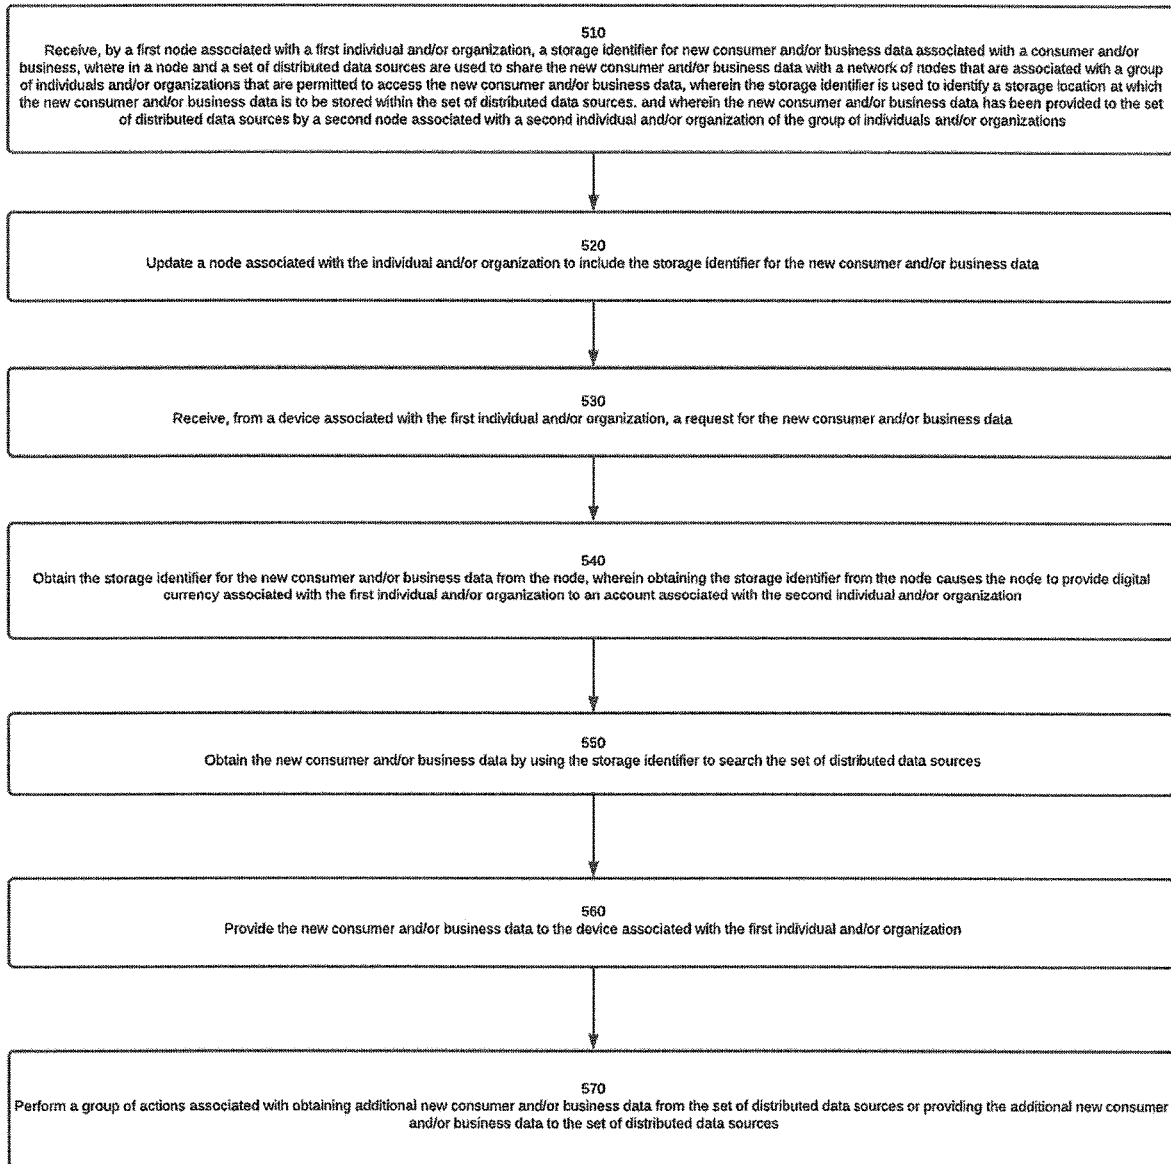 510
Receive, by a first node associated with a first individual and/or organization, a storage identifier for new consumer and/or business data associated with a consumer and/or
business, where in a node and a set of distributed data sources are used to share the new consumer and/or business data with a network of nodes that are associated with a group
of individuals and/or organizations that are permitted to access the new consumer and/or business data, wherein the storage identifier is used to identify a storage location at which
the new consumer and/or business data is to be stored within the set of distributed data sources. and wherein the new consumer and/or business data has been provided to the set
of distributed data sources by a second node associated with a second individual and/or organization of the group of individuals and/or organizations
520
Update a node associated with the individual and/or organization to include the storage identifier for the new consumer and/or business data
530
Receive, from a device associated with the first individual and/or organization, a request for the new consumer and/or business data
540
Obtain the storage identifier for the new consumer and/or business data from the node, wherein obtaining the storage identifier from the node causes the node to provide digital
currency associated with the first individual and/or organization to an account associated with the second individual and/or organization
550
Obtain the new consumer and/or business data by using the storage identifier to search the set of distributed data sources
560
Provide the new consumer and/or business data to the device associated with the first individual and/or organization
570
Perform a group of actions associated with obtaining additional new consumer and/or business data from the set of distributed data sources or providing the additional new consumer
and/or business data to the set of distributed data sources